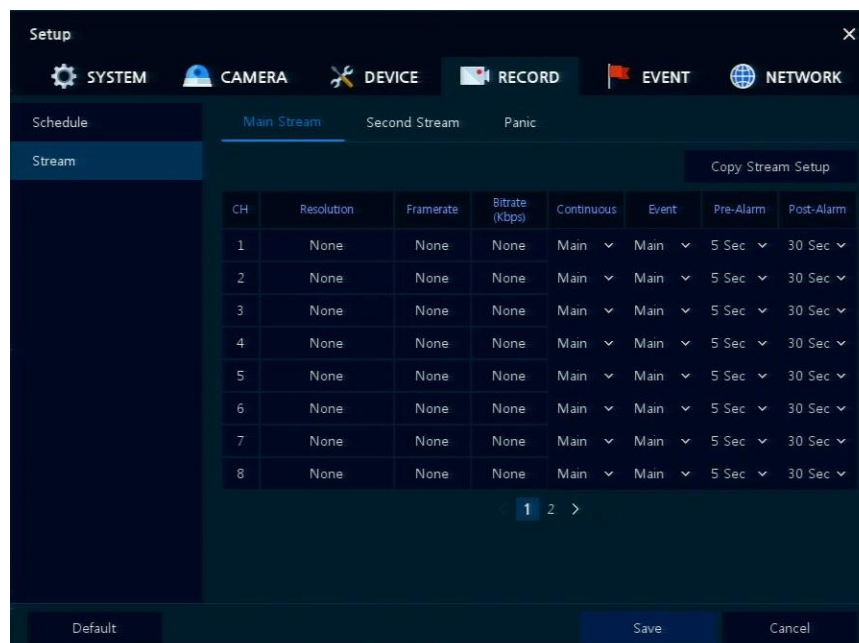 Setup ×
SYSTEM CAMERA DEVICE RECORD EVENT NETWORK
Schedule
Stream
Main Stream Second Stream Panic
Copy Stream Setup
CH Resolution Framerate Bitrate (Kbps) Continuous Event Pre-Alarm Post-Alarm
1 None None None Main Main 5 Sec 30 Sec
2 None None None Main Main 5 Sec 30 Sec
3 None None None Main Main 5 Sec 30 Sec
4 None None None Main Main 5 Sec 30 Sec
5 None None None Main Main 5 Sec 30 Sec
6 None None None Main Main 5 Sec 30 Sec
7 None None None Main Main 5 Sec 30 Sec
8 None None None Main Main 5 Sec 30 Sec
1 2 >
Default Save Cancel